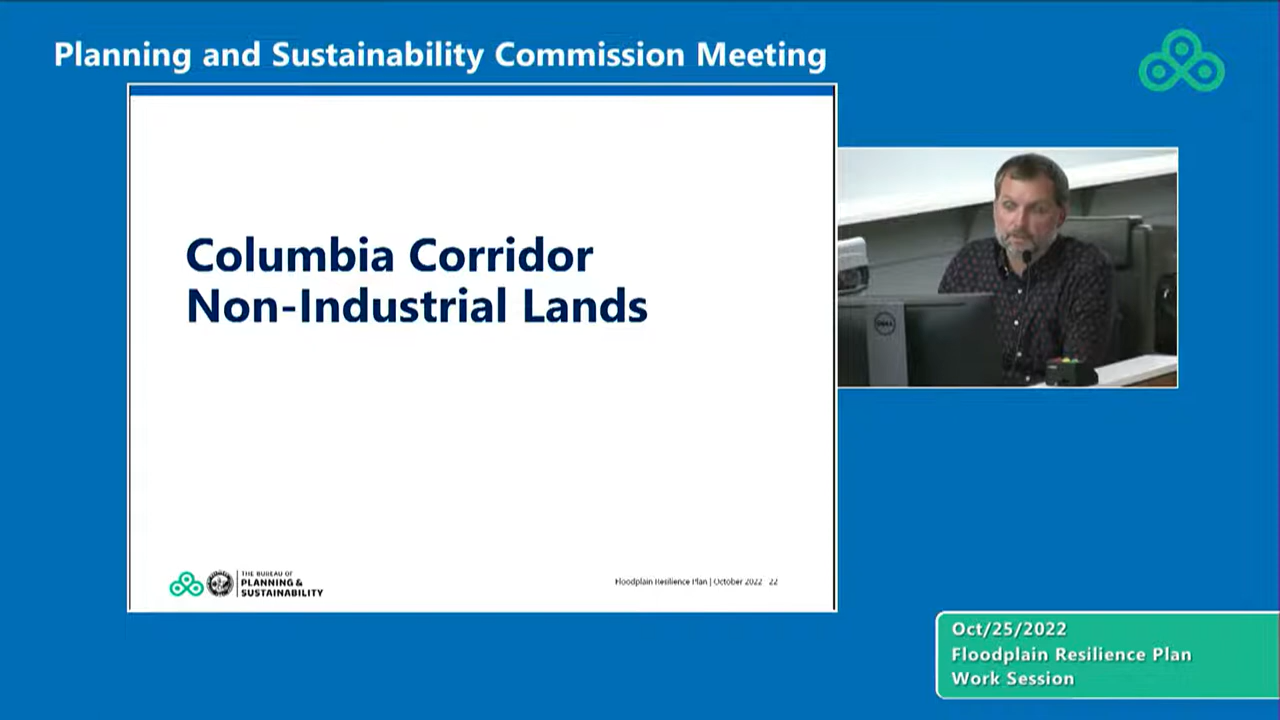 Planning and Sustainability Commission Meeting
Columbia Corridor
Non-Industrial Lands
THE BUREAU OF
PLANNING &
SUSTAINABILITY
Floodplain Resilience Plan | October 2022 22
DELL
Oct/25/2022
Floodplain Resilience Plan
Work Session